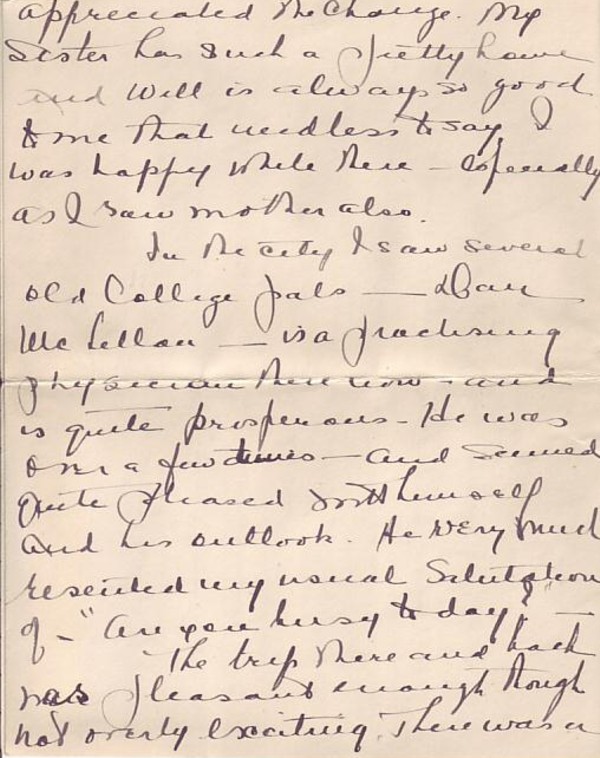 appreciated the change. My
Sister has such a pretty home
and Will is always so good
to me that needless to say, I
was happy while there – especially
as I saw mother also.
In the city I saw several
old College pals — Dan
McLellan — is a practising
physician there now – and
is quite prosperous – He was
over a few times – and seemed
quite pleased with himself
and his outlook. He very much
resented my usual Salutation
of – "Are you busy to day?" –
The trip there and back
was pleasant enough though
not overly exciting. There was a